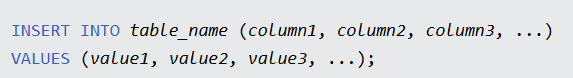 INSERT INTO table_name (column1, column2, column3, ...)
VALUES (value1, value2, value3, ...);